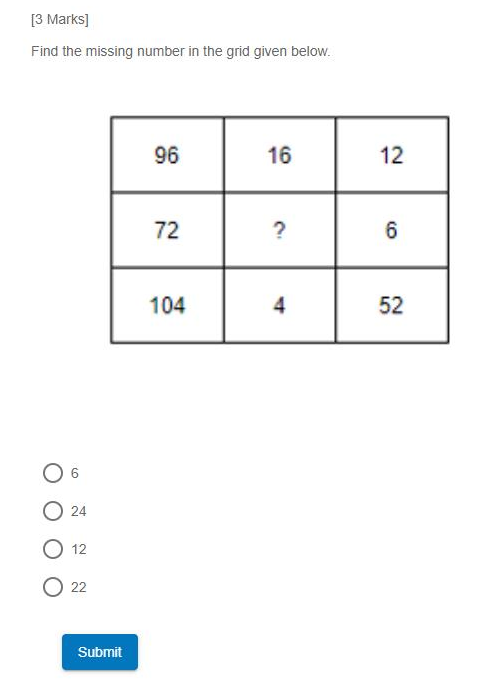 [3 Marks]
Find the missing number in the grid given below.
96 16 12
72 ? 6
104 4 52
6
24
12
22
Submit